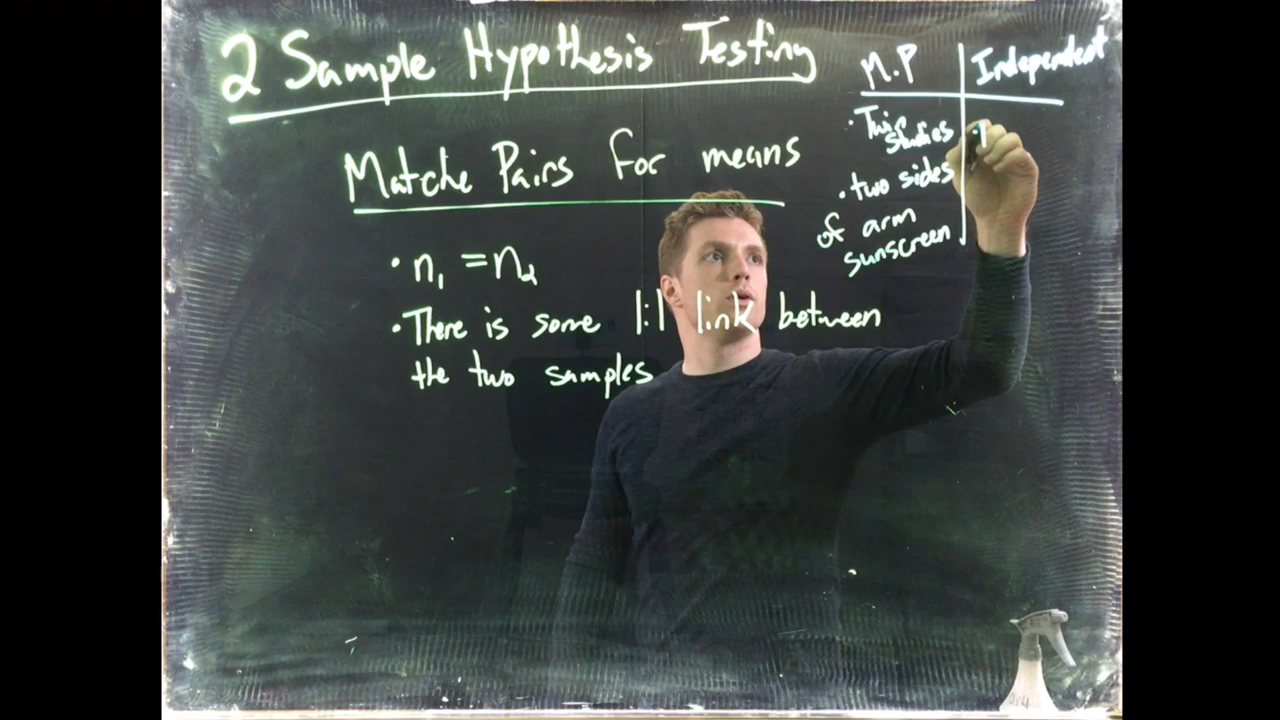 2 Sample Hypothesis Testing
Matche Pairs for means
• n₁ = n₂
• There is some 1:1 link between
the two samples
M.P
Independent
• Twin
studies
• two sides
of arm
sunscreen